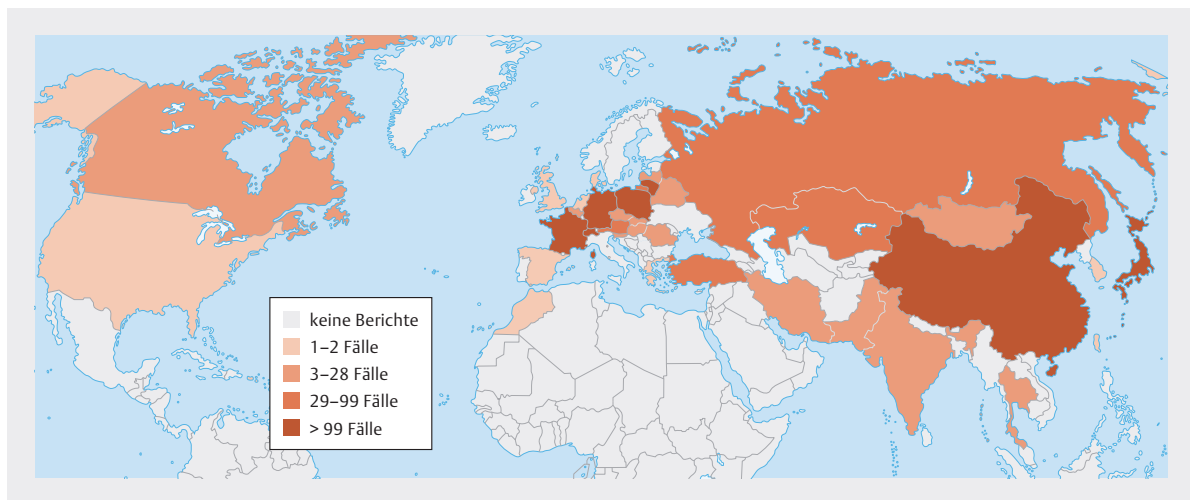 keine Berichte
1–2 Fälle
3–28 Fälle
29–99 Fälle
> 99 Fälle